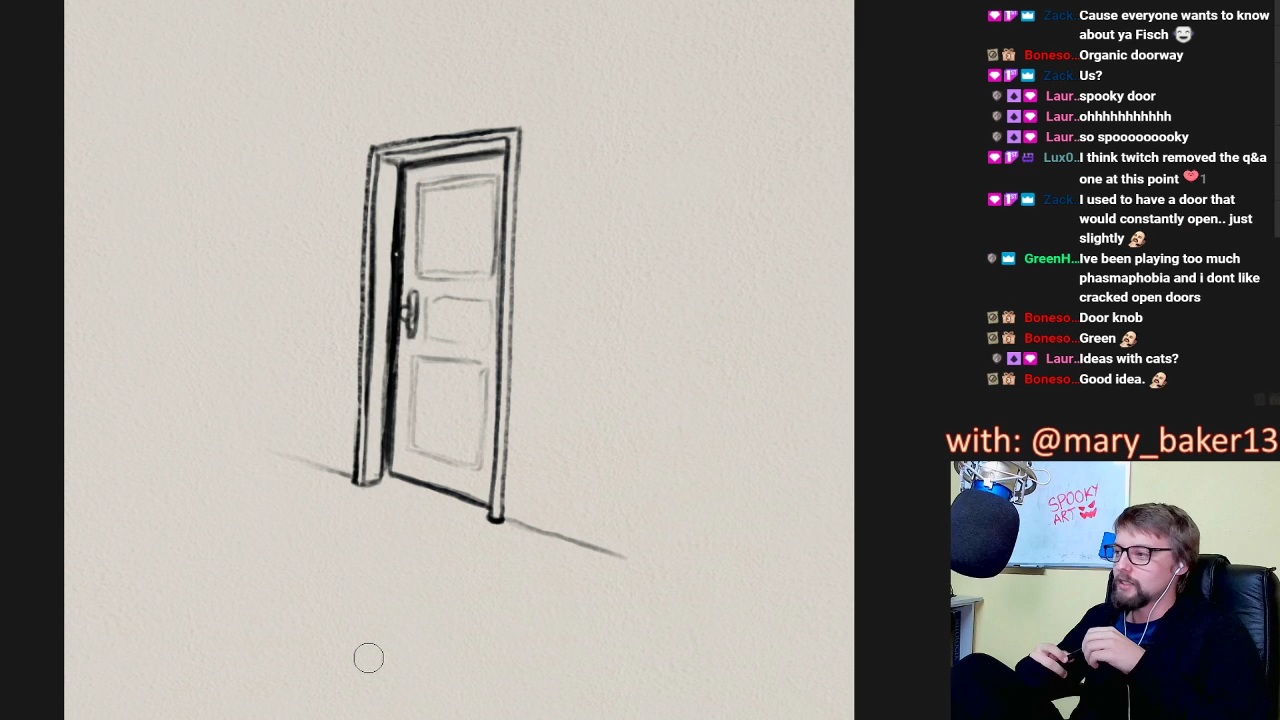 Zack. Cause everyone wants to know
about ya Fisch
Boneso... Organic doorway
Zack. Us?
Laur.. spooky door
Laur.. ohhhhhhhhhhh
Laur.. so spooooooooky
Lux0.. I think twitch removed the q&a
one at this point 1
Zack. I used to have a door that
would constantly open.. just
slightly
GreenH... Ive been playing too much
phasmaphobia and i dont like
cracked open doors
Boneso... Door knob
Boneso... Green
Laur.. Ideas with cats?
Boneso... Good idea.
with: @mary_baker13
SPOOKY
ART